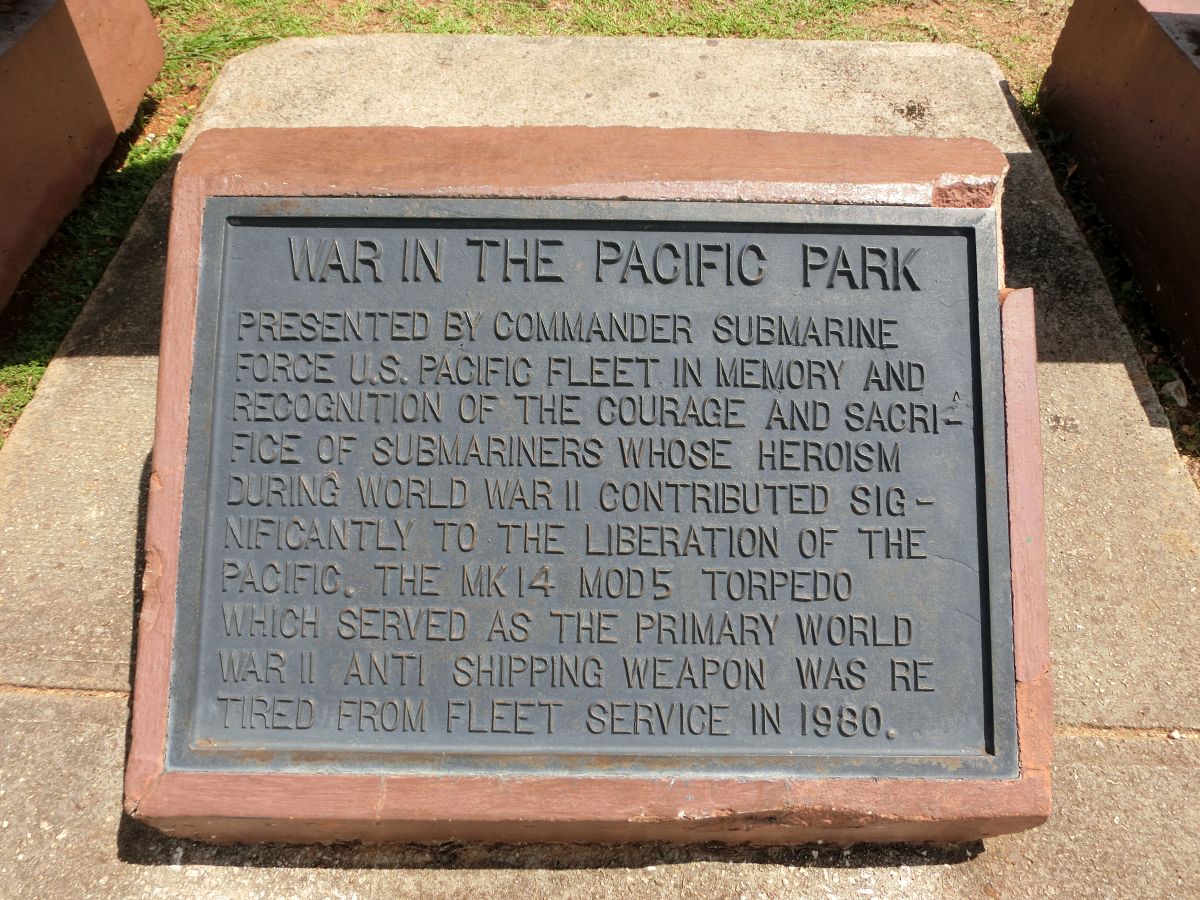 WAR IN THE PACIFIC PARK
PRESENTED BY COMMANDER SUBMARINE
FORCE U.S. PACIFIC FLEET IN MEMORY AND
RECOGNITION OF THE COURAGE AND SACRI-
FICE OF SUBMARINERS WHOSE HEROISM
DURING WORLD WAR II CONTRIBUTED SIG-
NIFICANTLY TO THE LIBERATION OF THE
PACIFIC. THE MK14 MOD5 TORPEDO
WHICH SERVED AS THE PRIMARY WORLD
WAR II ANTI SHIPPING WEAPON WAS RE
TIRED FROM FLEET SERVICE IN 1980.